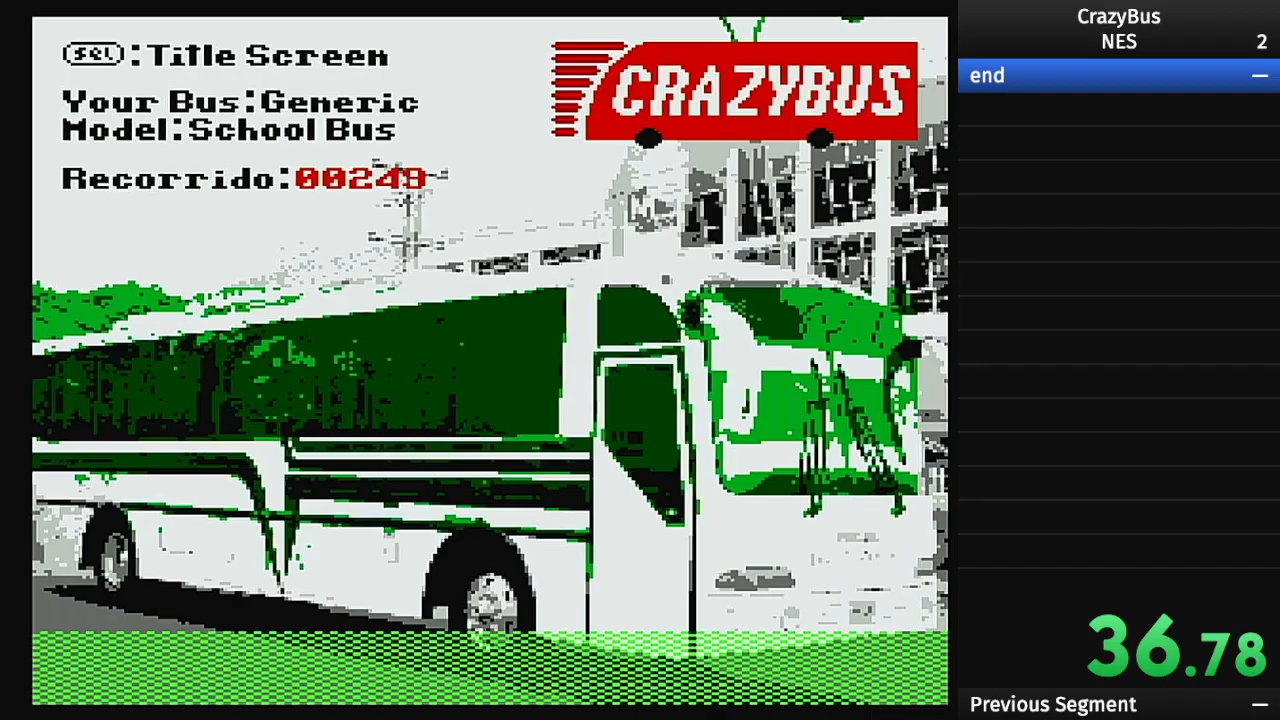 SEL:Title Screen
CRAZYBUS
Your Bus:Generic
Model:School Bus
Recorrido:00249
CrazyBus
NES 2
end —
36.78
Previous Segment —